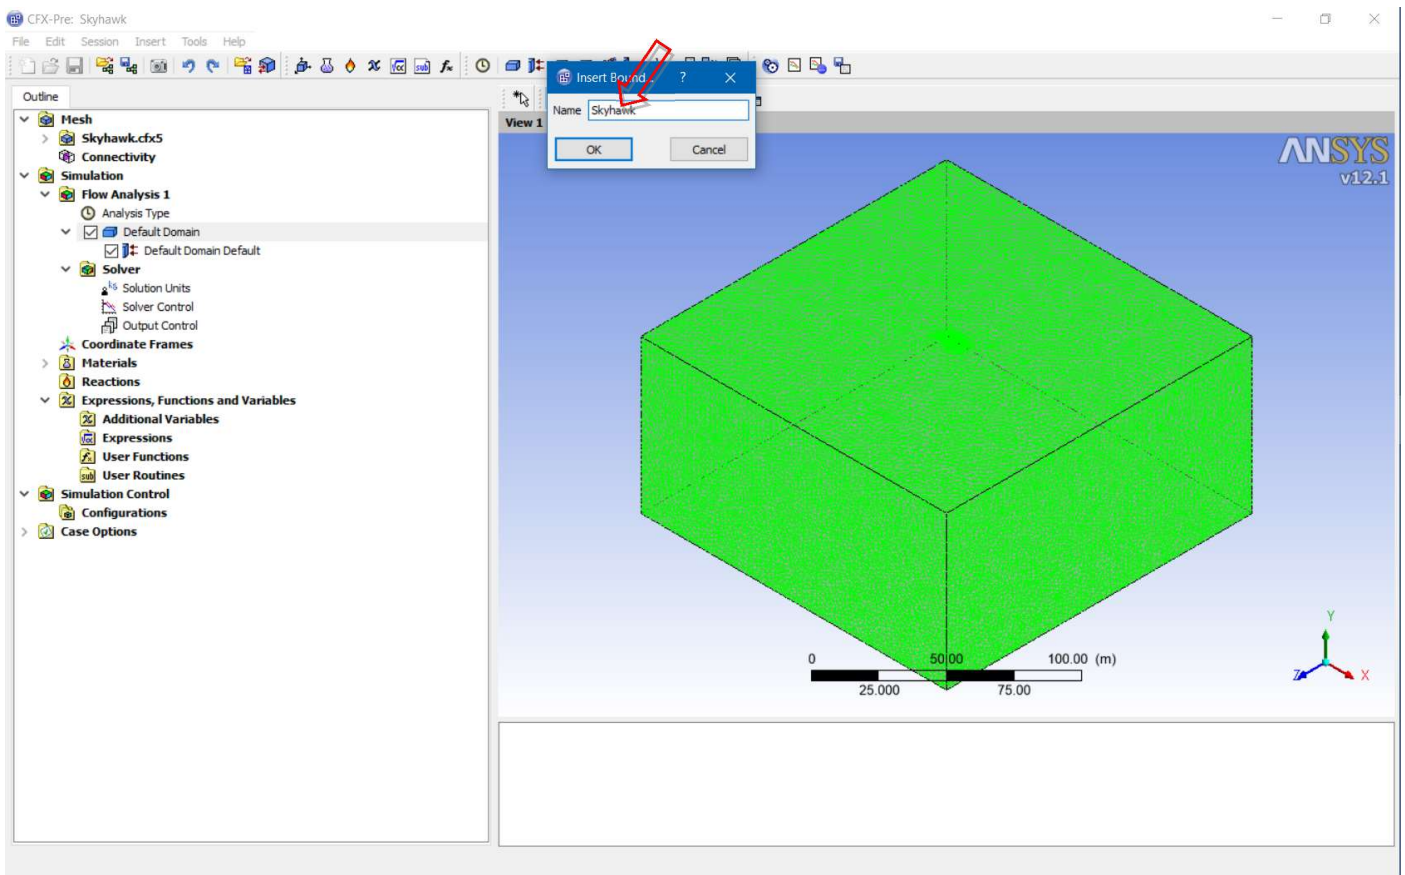 CFX-Pre: Skyhawk
File Edit Session Insert Tools Help
Outline
Mesh
Skyhawk.cfx5
Connectivity
Simulation
Flow Analysis 1
Analysis Type
Default Domain
Default Domain Default
Solver
Solution Units
Solver Control
Output Control
Coordinate Frames
Materials
Reactions
Expressions, Functions and Variables
Additional Variables
Expressions
User Functions
User Routines
Simulation Control
Configurations
Case Options
Insert Bound... ?
Name Skyhawk
OK Cancel
View 1
ANSYS
v12.1
0 50.00 100.00 (m)
25.000 75.00
Y
Z X